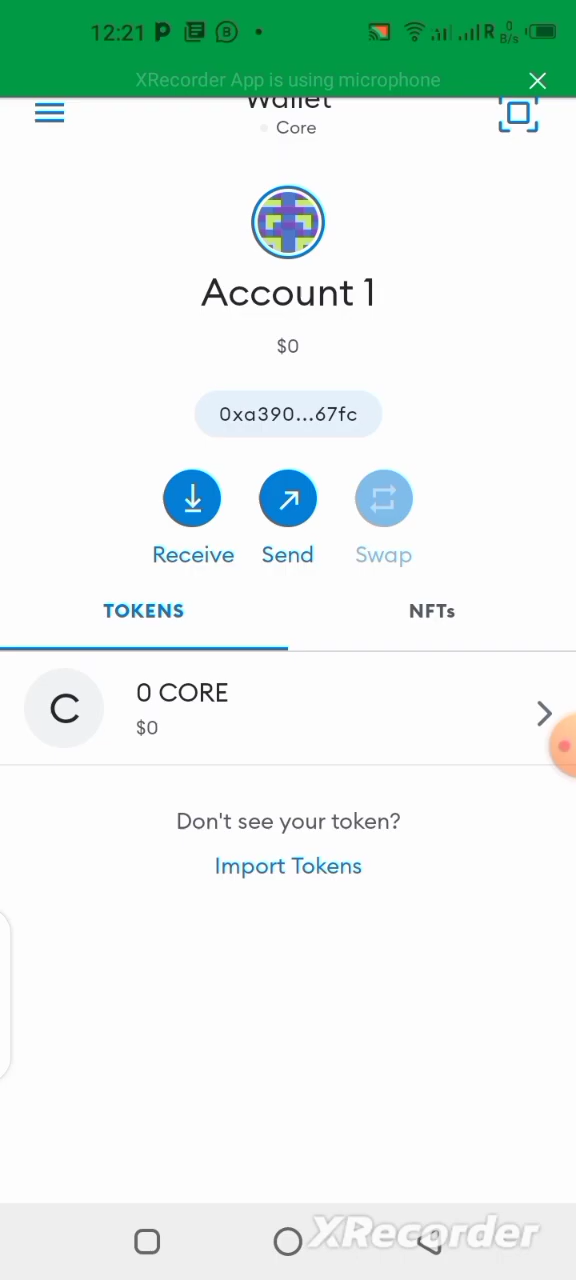 12:21
0
R
B/s
XRecorder App is using microphone
Wallet
Core
Account 1
$0
0xa390...67fc
Receive
Send
Swap
TOKENS
NFTs
C
0 CORE
$0
Don't see your token?
Import Tokens
XRecorder